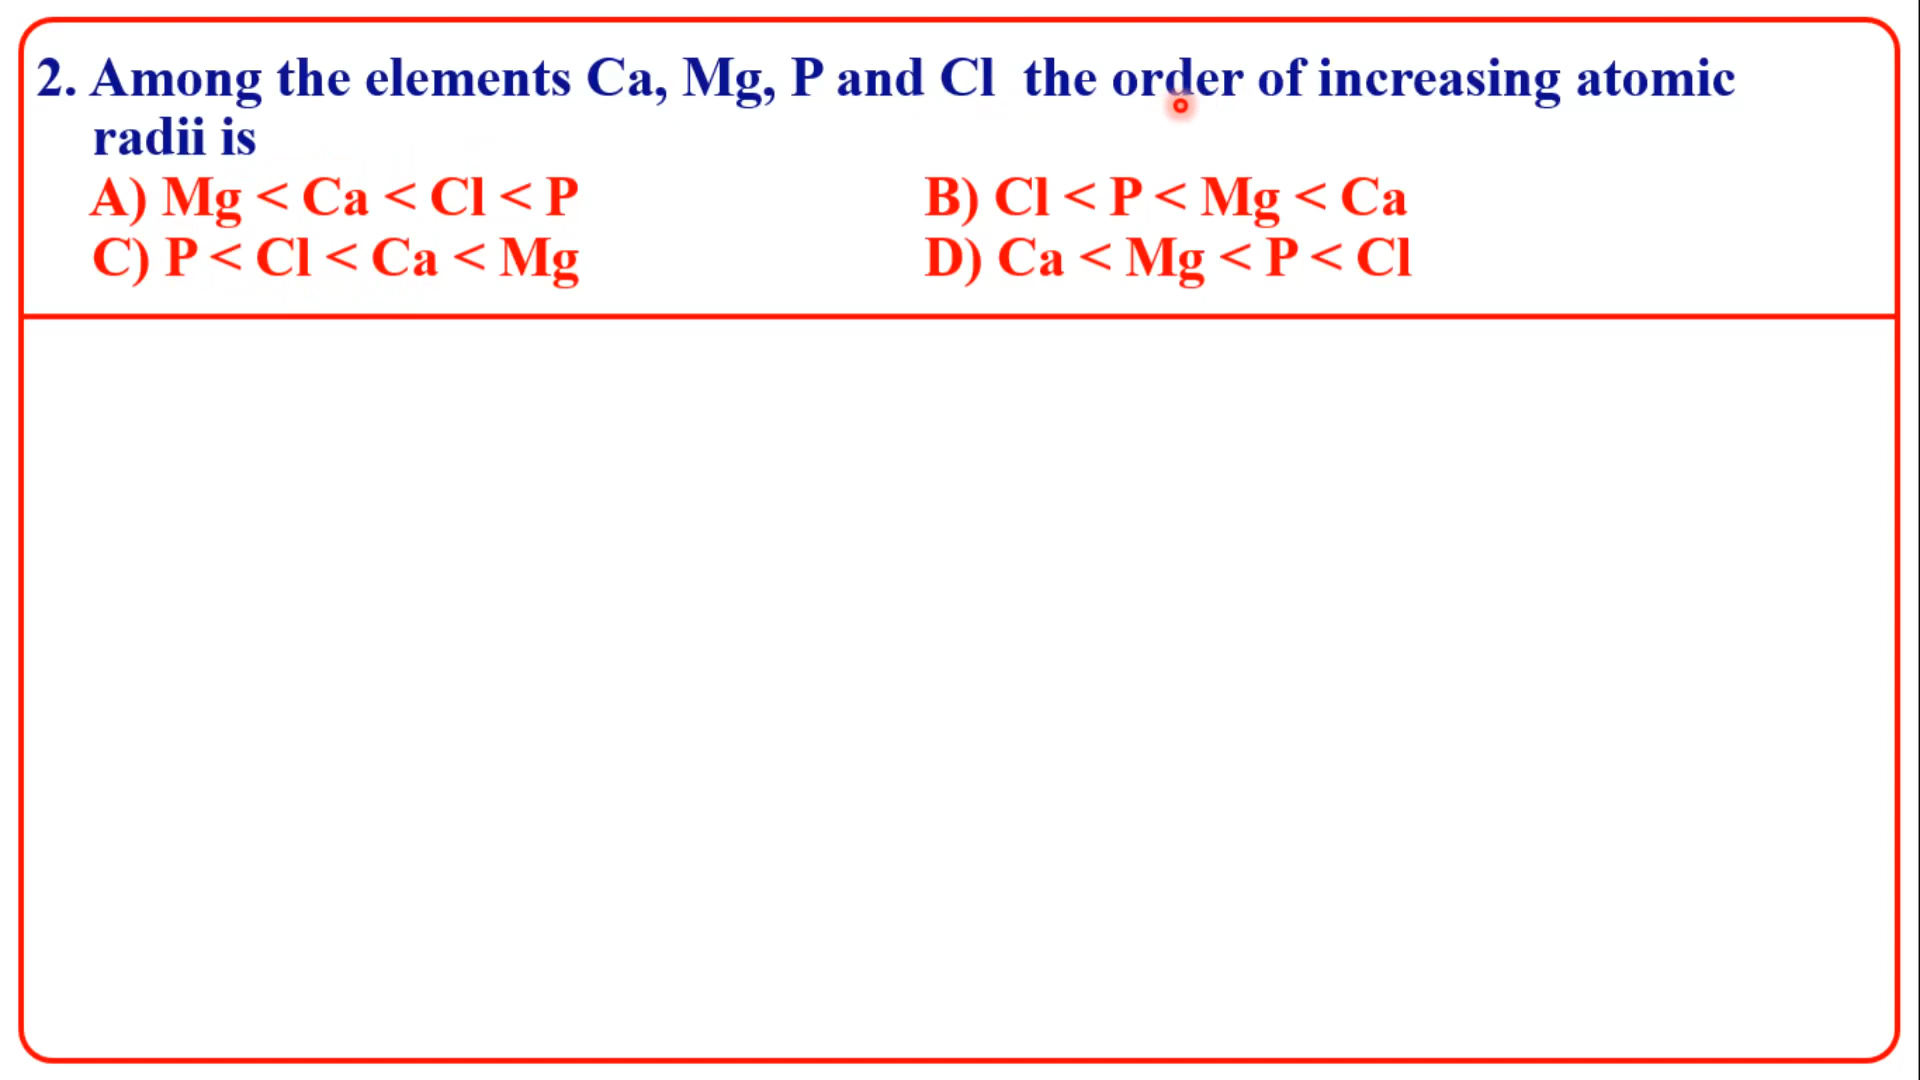 2. Among the elements Ca, Mg, P and Cl the order of increasing atomic
radii is
A) Mg < Ca < Cl < P B) Cl < P < Mg < Ca
C) P < Cl < Ca < Mg D) Ca < Mg < P < Cl